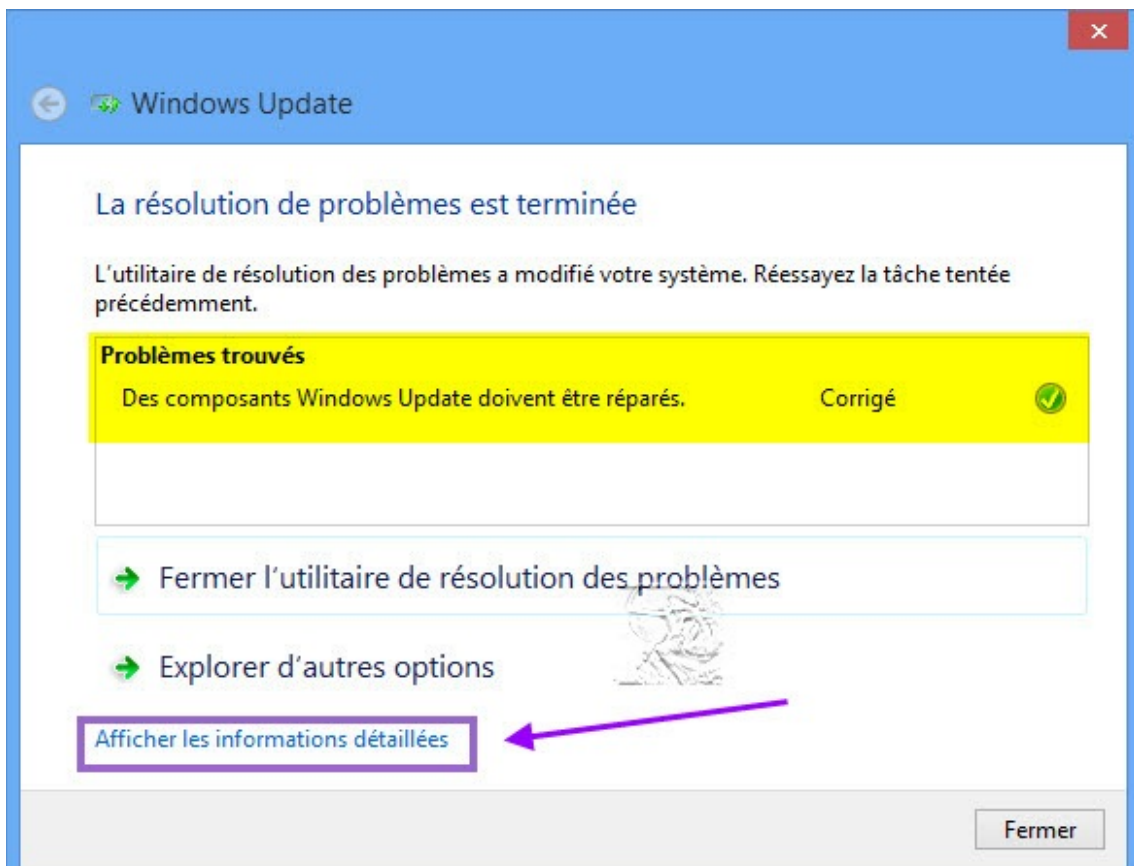 Windows Update
La résolution de problèmes est terminée
L'utilitaire de résolution des problèmes a modifié votre système. Réessayez la tâche tentée
précédemment.
Problèmes trouvés
Des composants Windows Update doivent être réparés. Corrigé
Fermer l'utilitaire de résolution des problèmes
Explorer d'autres options
Afficher les informations détaillées
Fermer